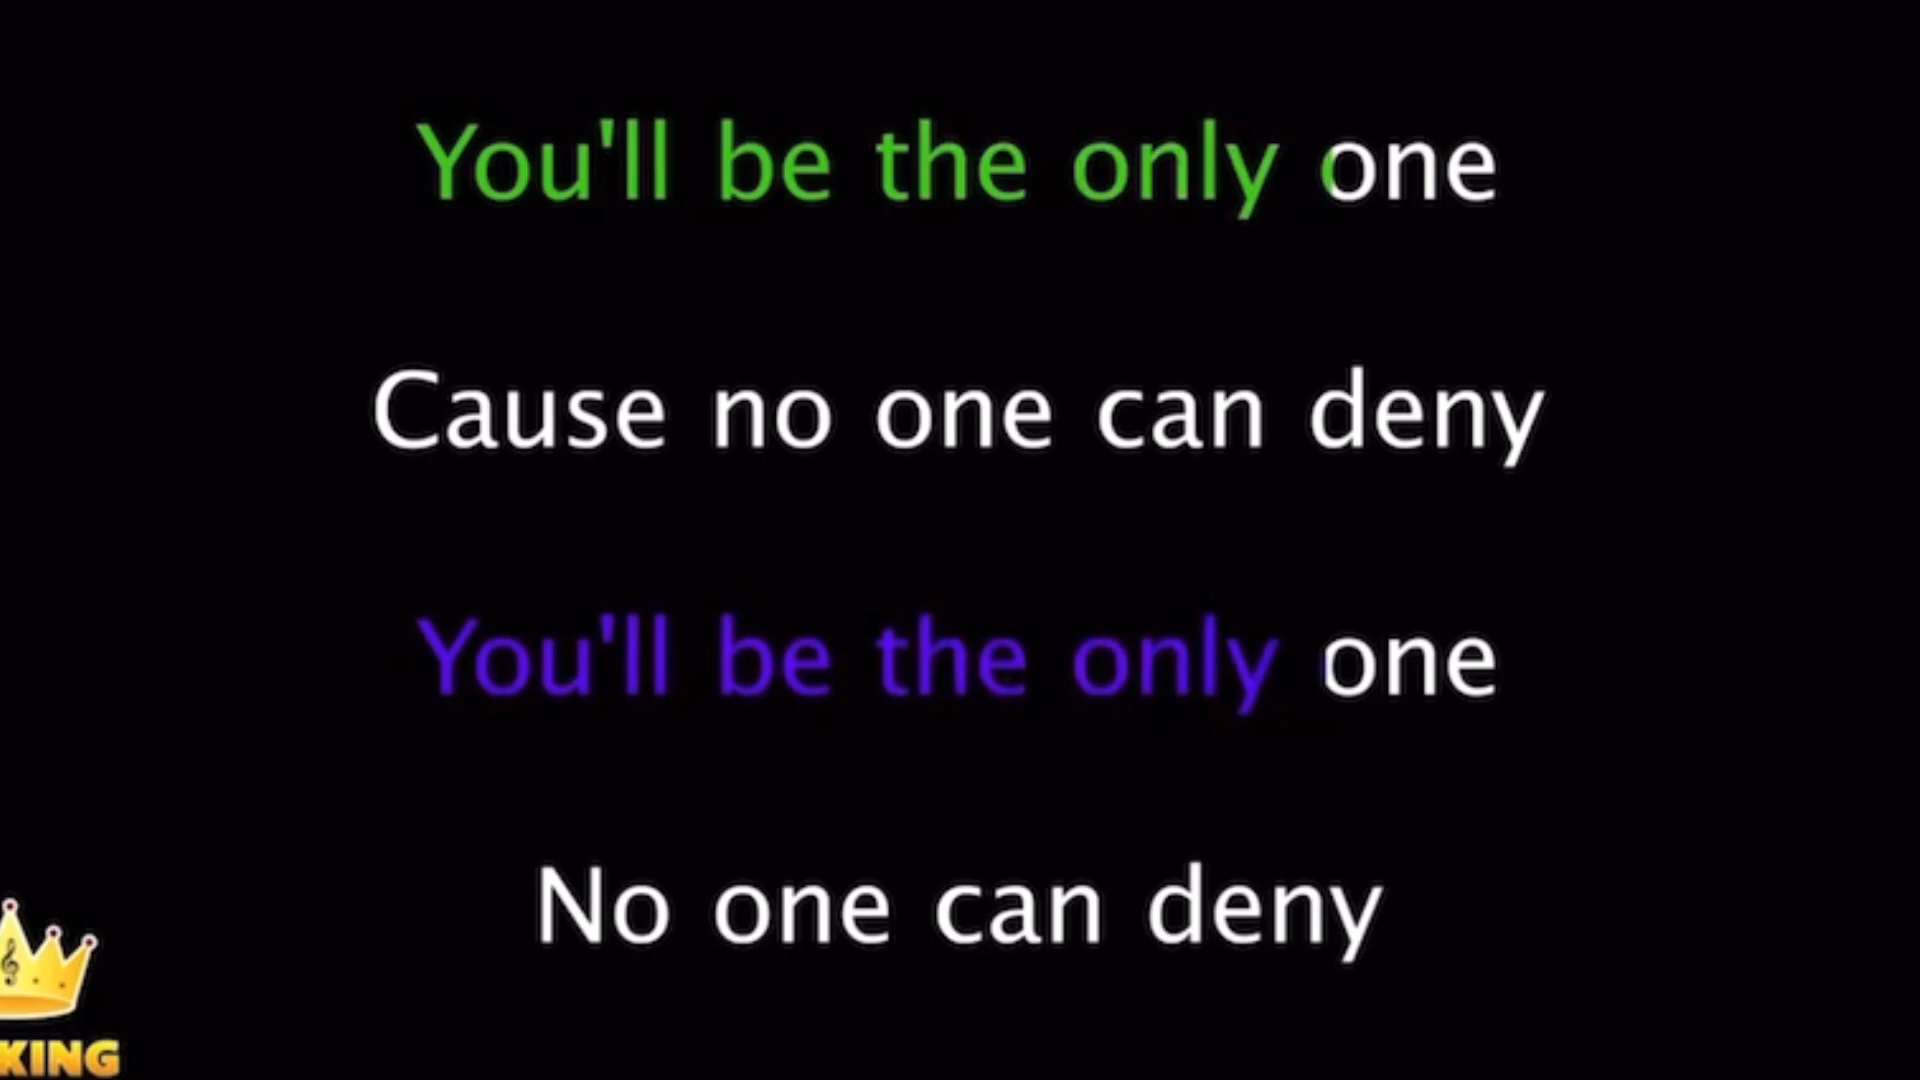 You'll be the only one
Cause no one can deny
You'll be the only one
No one can deny
KING